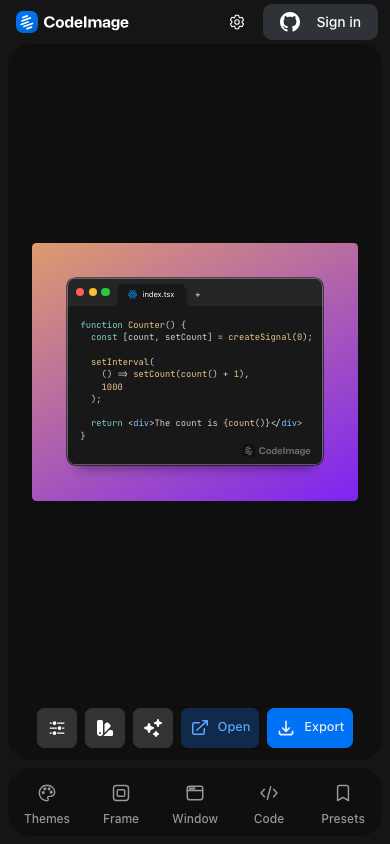 CodeImage
Sign in
index.tsx
+
function Counter() {
const [count, setCount] = createSignal(0);
setInterval(
() => setCount(count() + 1),
1000
);
return <div>The count is {count()}</div>
}
CodeImage
Open
Export
Themes
Frame
Window
Code
Presets